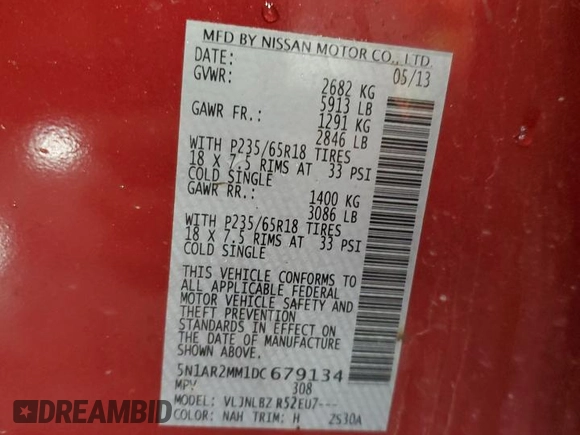 MFD BY NISSAN MOTOR CO., LTD.
DATE: 05/13
GVWR: 2682 KG
5913 LB
GAWR FR.: 1291 KG
2846 LB
WITH P235/65R18 TIRES
18 X 7.5 RIMS AT 33 PSI
COLD SINGLE
GAWR RR.: 1400 KG
3086 LB
WITH P235/65R18 TIRES
18 X 7.5 RIMS AT 33 PSI
COLD SINGLE
THIS VEHICLE CONFORMS TO
ALL APPLICABLE FEDERAL
MOTOR VEHICLE SAFETY AND
THEFT PREVENTION
STANDARDS IN EFFECT ON
THE DATE OF MANUFACTURE
SHOWN ABOVE.
5N1AR2MM1DC679134
MPV 308
MODEL: VLJNLBZ R52EU7---
COLOR: NAH TRIM: H 2S30A
DREAMBID
# CARS FROM USA